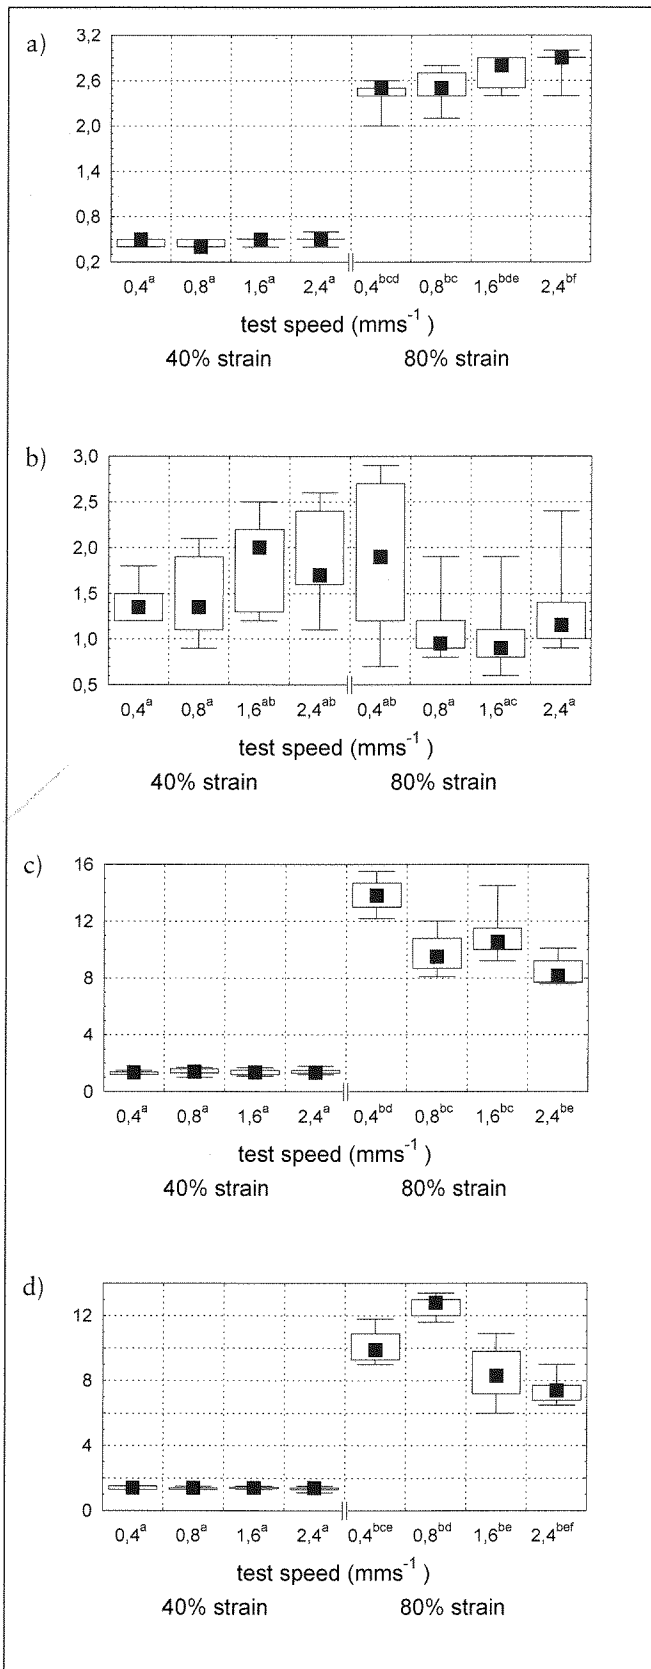 a)
3,2
2,6
2,0
1,4
0,8
0,2
0,4ᵃ 0,8ᵃ 1,6ᵃ 2,4ᵃ 0,4ᵇᶜᵈ 0,8ᵇᶜ 1,6ᵇᵈᵉ 2,4ᵇᶠ
test speed (mms⁻¹ )
40% strain 80% strain
b)
3,0
2,5
2,0
1,5
1,0
0,5
0,4ᵃ 0,8ᵃ 1,6ᵃᵇ 2,4ᵃᵇ 0,4ᵃᵇ 0,8ᵃ 1,6ᵃᶜ 2,4ᵃ
test speed (mms⁻¹ )
40% strain 80% strain
c)
16
12
8
4
0
0,4ᵃ 0,8ᵃ 1,6ᵃ 2,4ᵃ 0,4ᵇᵈ 0,8ᵇᶜ 1,6ᵇᶜ 2,4ᵇᵉ
test speed (mms⁻¹ )
40% strain 80% strain
d)
12
8
4
0
0,4ᵃ 0,8ᵃ 1,6ᵃ 2,4ᵃ 0,4ᵇᶜᵉ 0,8ᵇᵈ 1,6ᵇᵉ 2,4ᵇᵉᶠ
test speed (mms⁻¹ )
40% strain 80% strain